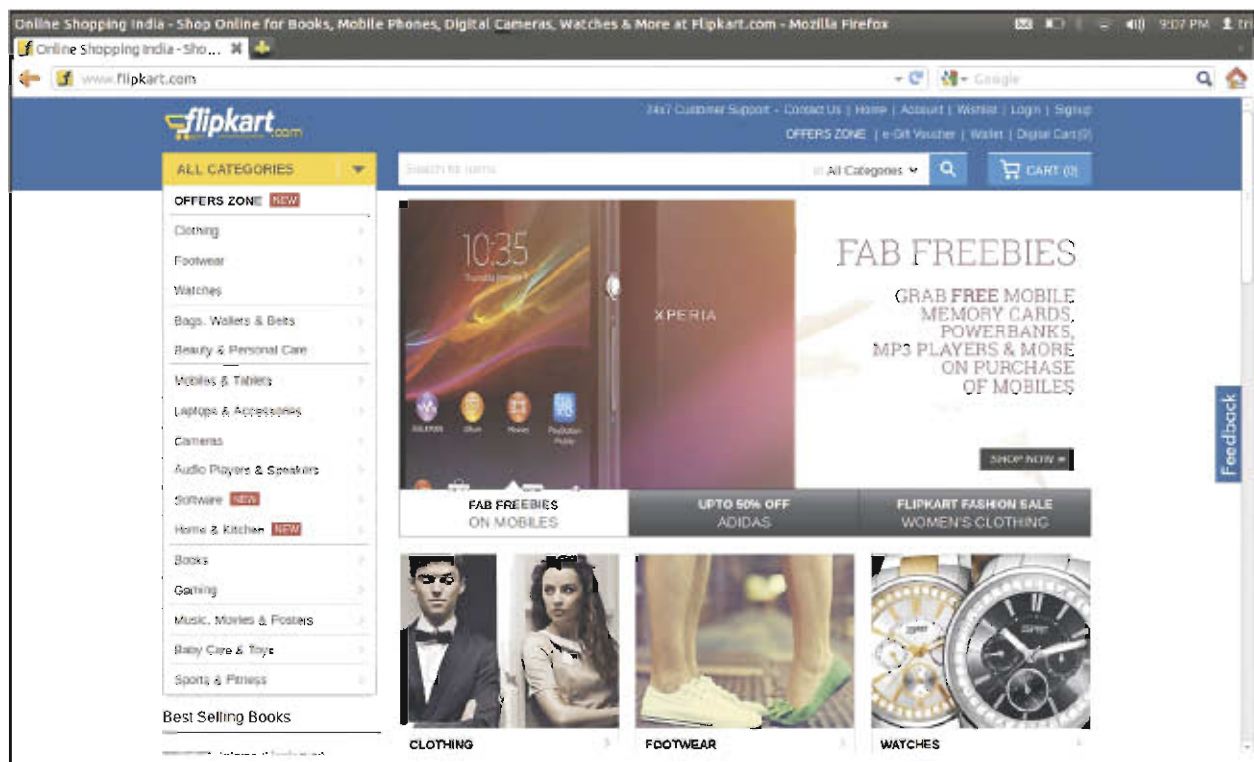 Online Shopping India - Shop Online for Books, Mobile Phones, Digital Cameras, Watches & More at Flipkart.com - Mozilla Firefox
9:07 PM
Online Shopping India - Sho...
www.flipkart.com
Google
flipkart.com
24x7 Customer Support - Contact Us | Home | Account | Wishlist | Login | Signup
OFFERS ZONE | e-Gift Voucher | Wallet | Digital Cart(0)
ALL CATEGORIES
Search for items
in All Categories
CART (0)
OFFERS ZONE NEW
Clothing
Footwear
Watches
Bags, Wallets & Belts
Beauty & Personal Care
Mobiles & Tablets
Laptops & Accessories
Cameras
Audio Players & Speakers
Software NEW
Home & Kitchen NEW
Books
Gaming
Music, Movies & Posters
Baby Care & Toys
Sports & Fitness
Best Selling Books
10:35
XPERIA
WALKMAN
Album
Movies
PlayStation
Mobile
FAB FREEBIES
GRAB FREE MOBILE
MEMORY CARDS,
POWERBANKS,
MP3 PLAYERS & MORE
ON PURCHASE
OF MOBILES
SHOP NOW
FAB FREEBIES
ON MOBILES
UPTO 50% OFF
ADIDAS
FLIPKART FASHION SALE
WOMEN'S CLOTHING
CLOTHING
FOOTWEAR
WATCHES
Feedback